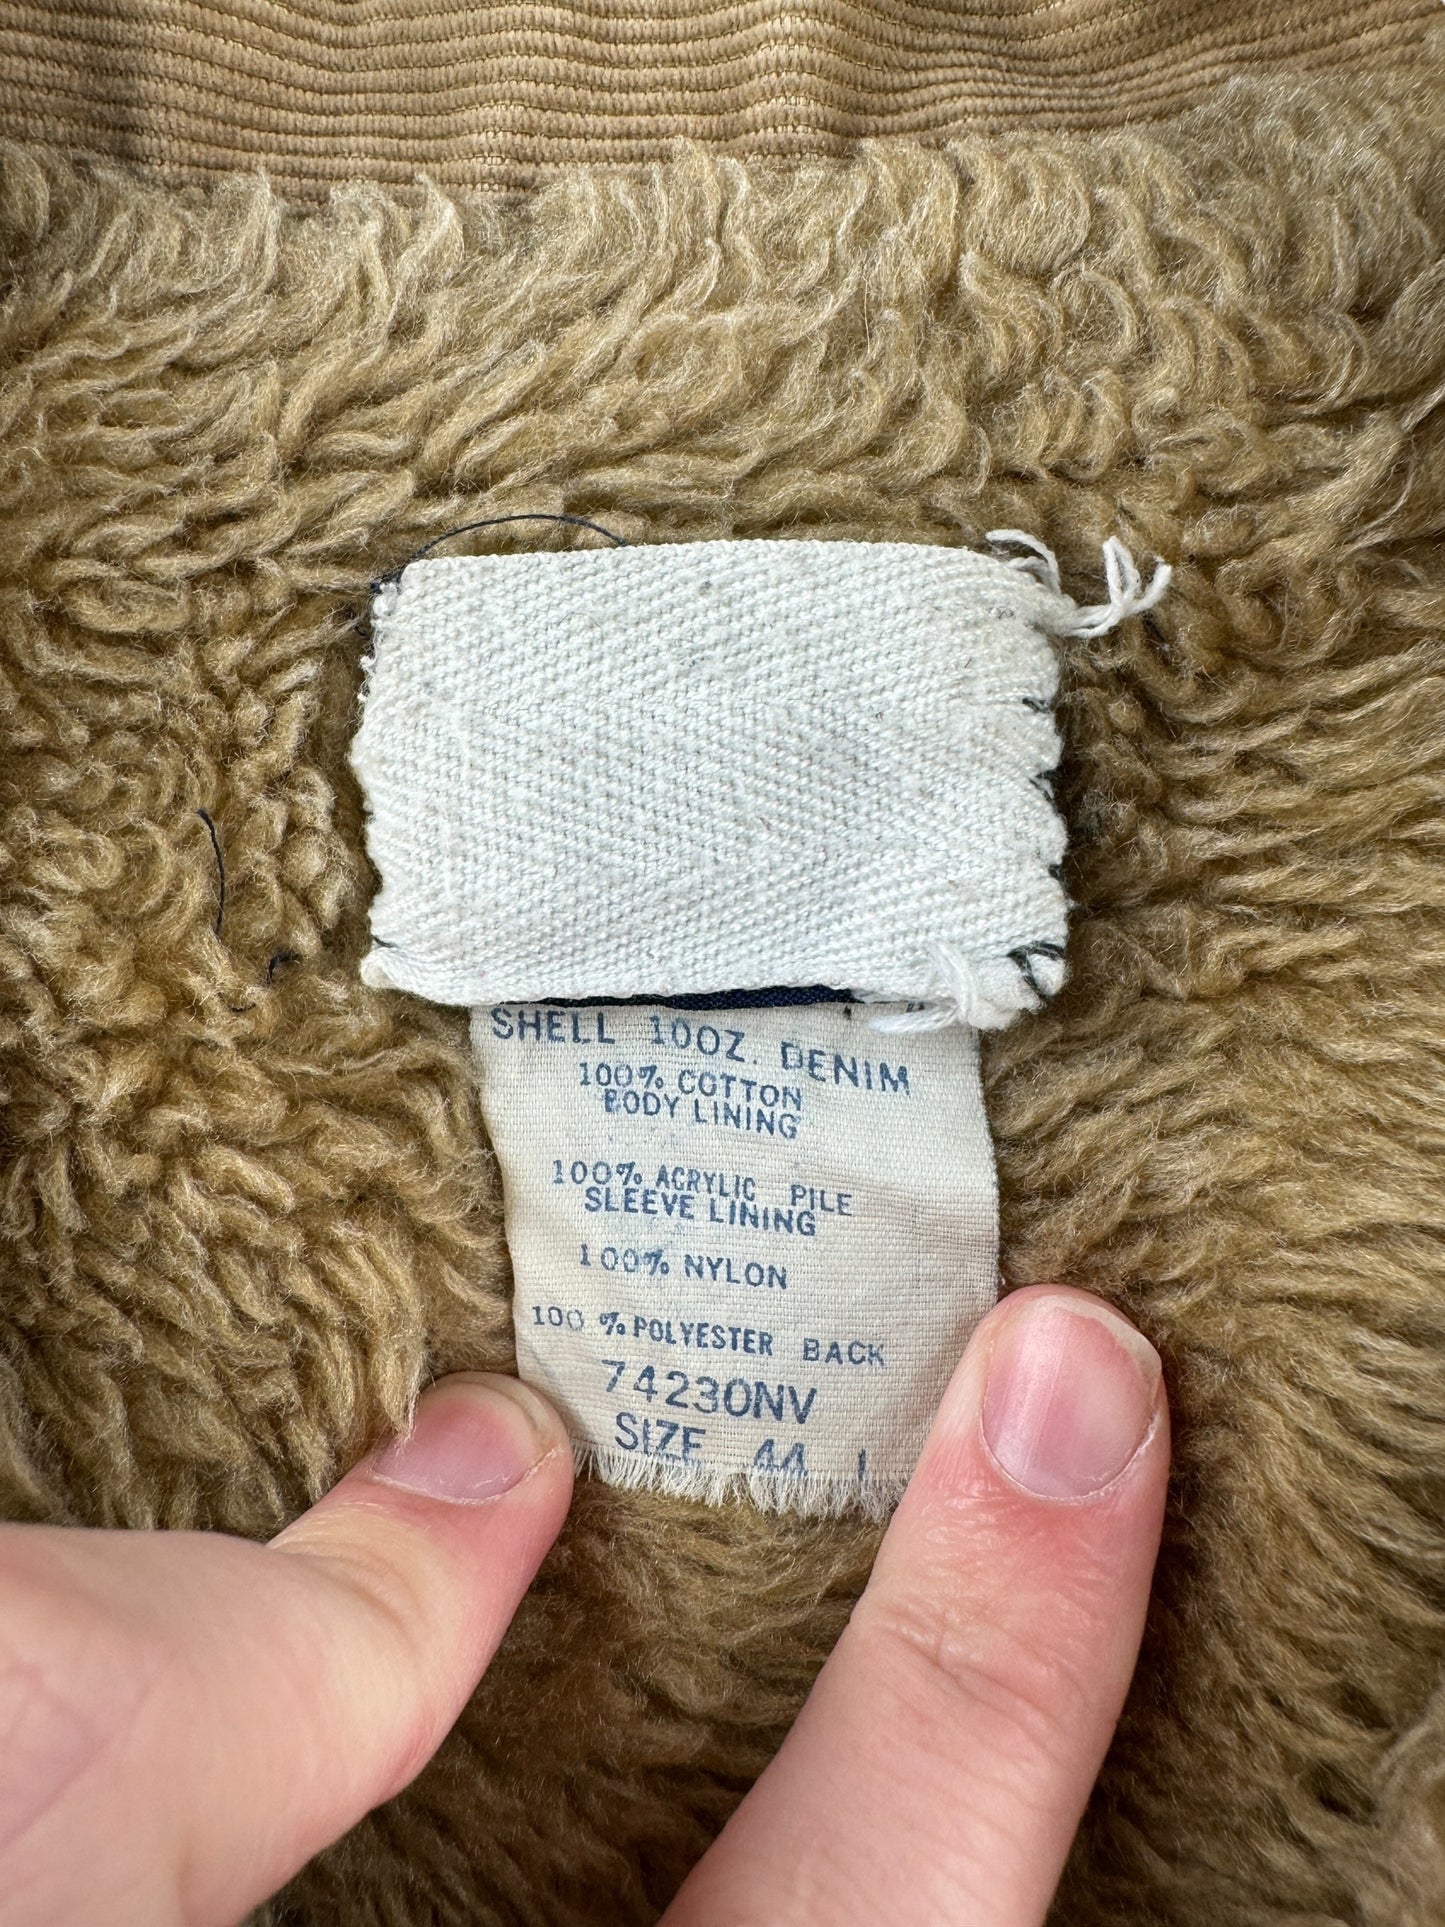 SHELL 10OZ. DENIM
100% COTTON
BODY LINING
100% ACRYLIC PILE
SLEEVE LINING
100% NYLON
100 % POLYESTER BACK
74230NV
SIZE 44